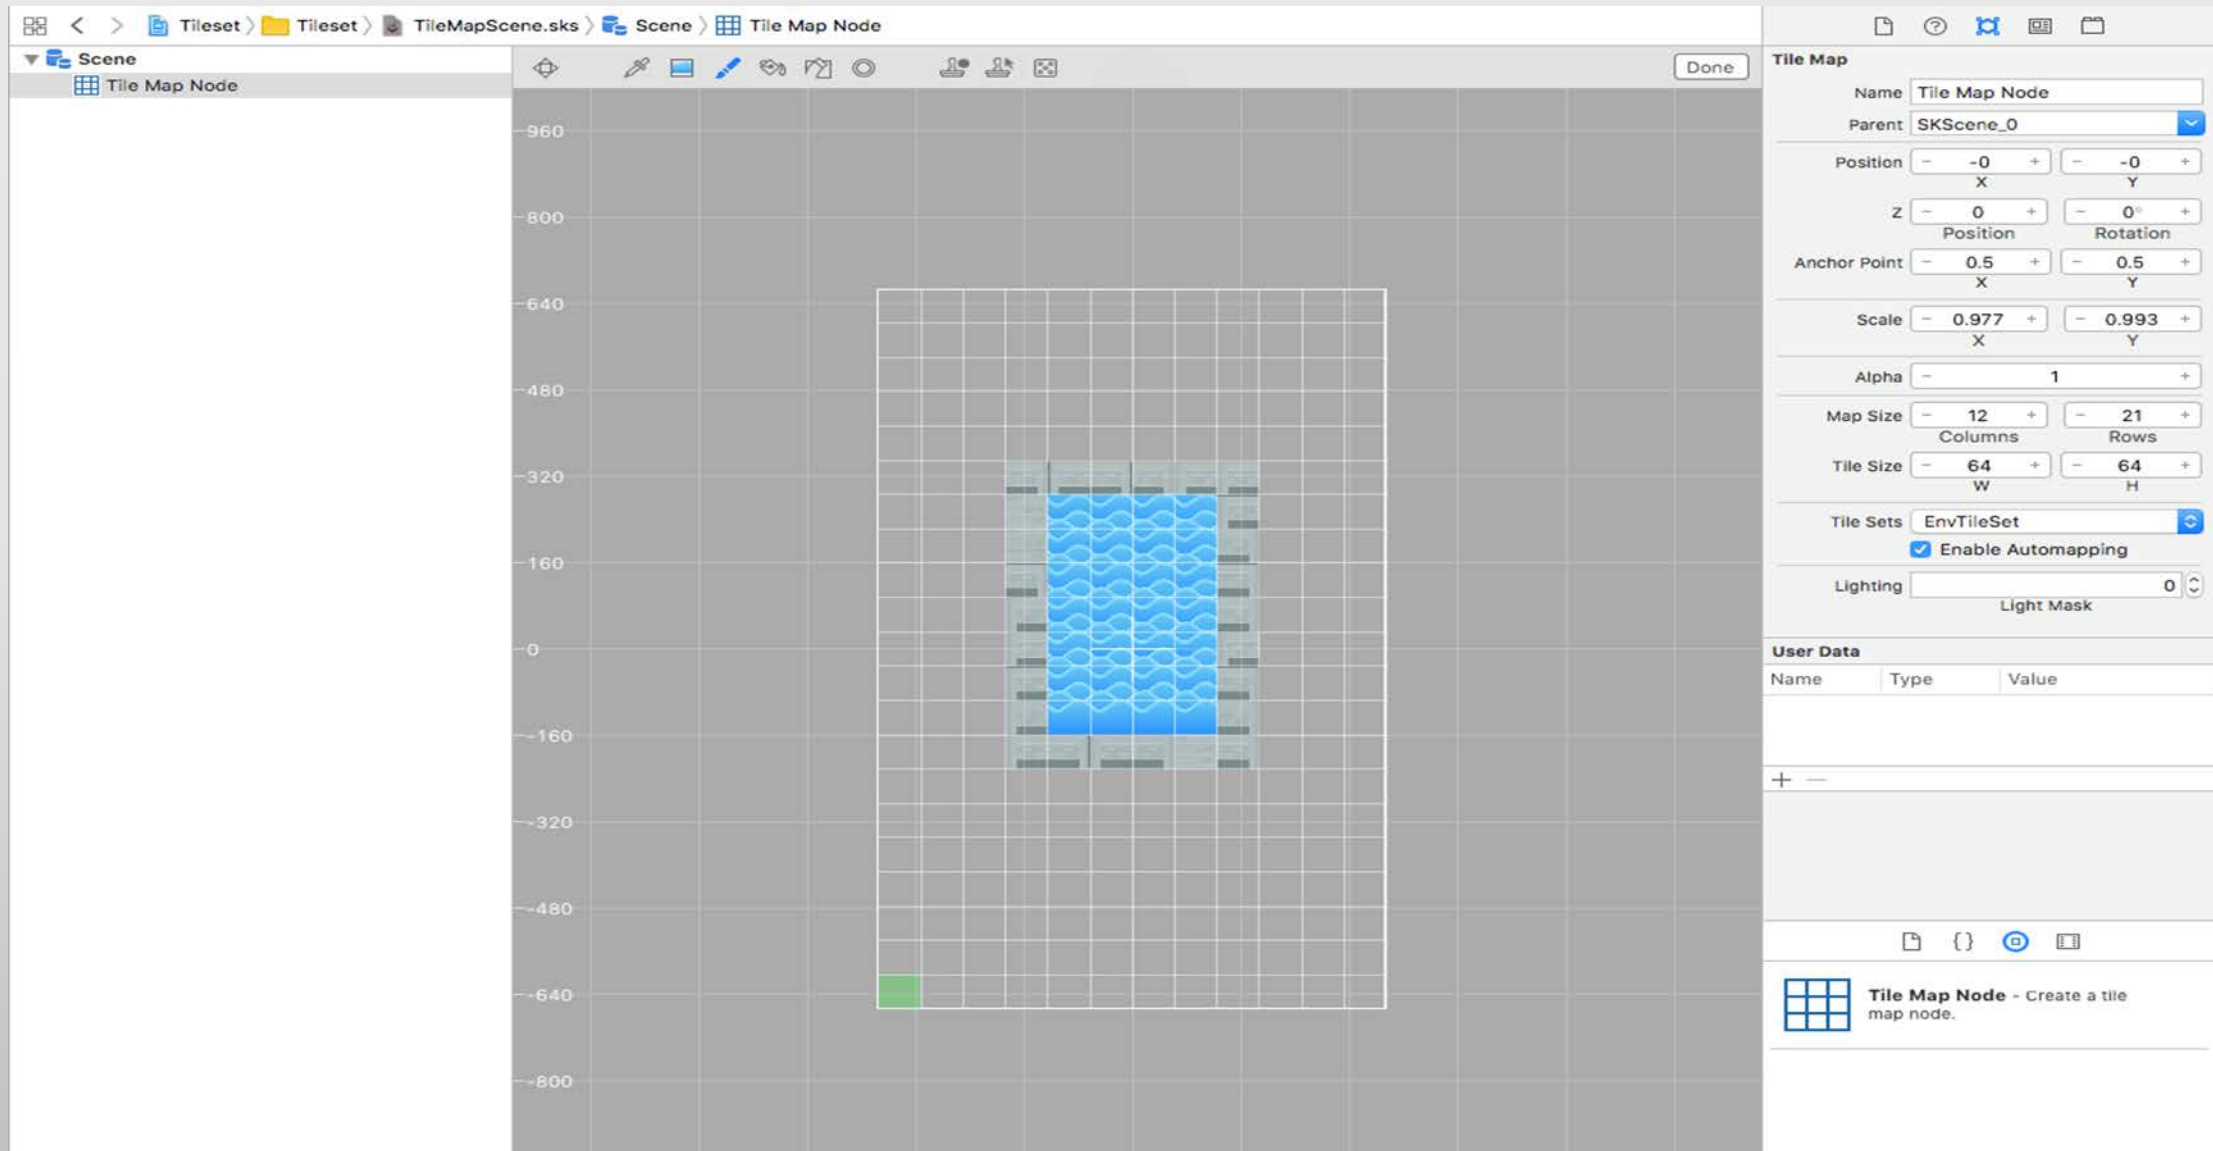 Tileset Tileset TileMapScene.sks Scene Tile Map Node
Scene
Tile Map Node
Done
960
800
640
480
320
160
0
-160
-320
-480
-640
-800
Tile Map
Name Tile Map Node
Parent SKScene_0
Position - -0 + - -0 +
X Y
Z - 0 + - 0° +
Position Rotation
Anchor Point - 0.5 + - 0.5 +
X Y
Scale - 0.977 + - 0.993 +
X Y
Alpha - 1 +
Map Size - 12 + - 21 +
Columns Rows
Tile Size - 64 + - 64 +
W H
Tile Sets EnvTileSet
Enable Automapping
Lighting 0
Light Mask
User Data
Name Type Value
+ −
{}
Tile Map Node - Create a tile
map node.